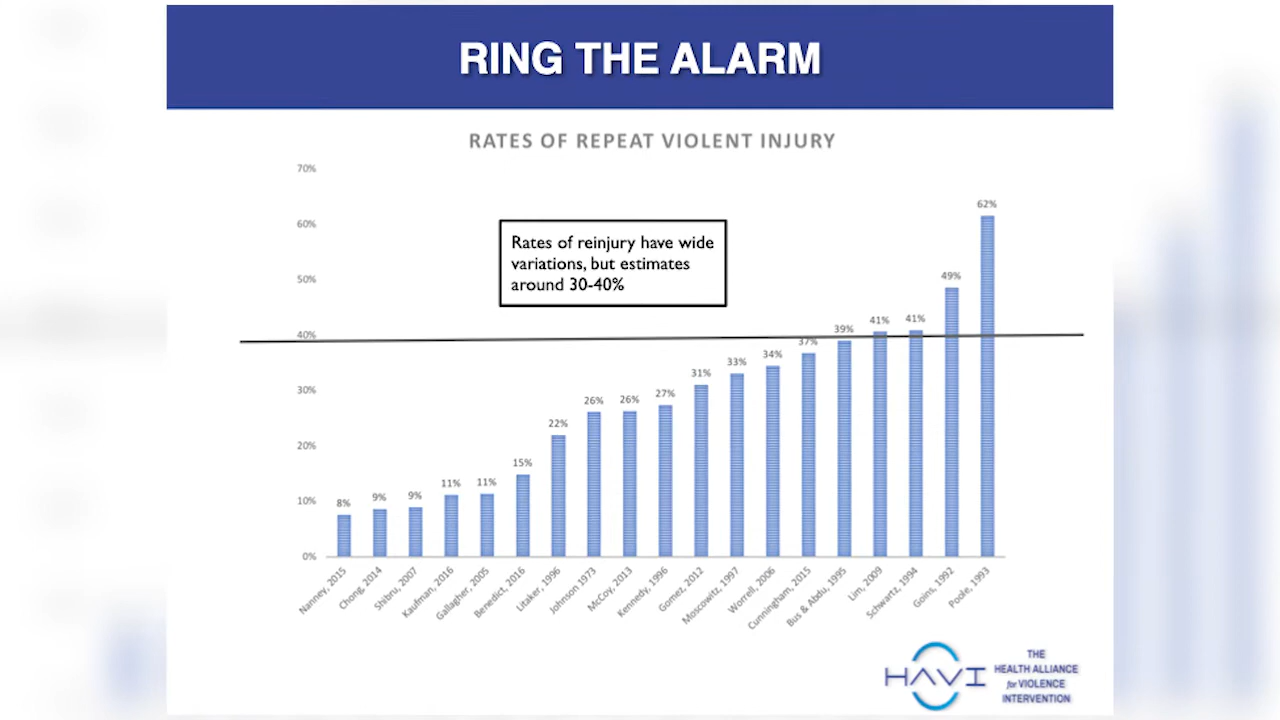 RING THE ALARM
RATES OF REPEAT VIOLENT INJURY
70%
60%
50%
40%
30%
20%
10%
0%
Rates of reinjury have wide
variations, but estimates
around 30-40%
8%
9%
9%
11%
11%
15%
22%
26%
26%
27%
31%
33%
34%
37%
39%
41%
41%
49%
62%
Nanney, 2015
Chong, 2014
Shibru, 2007
Kaufman, 2016
Gallagher, 2005
Benedict, 2016
Litaker, 1996
Johnson 1973
McCoy, 2013
Kennedy, 1996
Gomez, 2012
Moscowitz, 1997
Worrell, 2006
Cunningham, 2015
Bus & Abdu, 1995
Lim, 2009
Schwartz, 1994
Goins, 1992
Poole, 1993
HAVI
THE
HEALTH ALLIANCE
for VIOLENCE
INTERVENTION